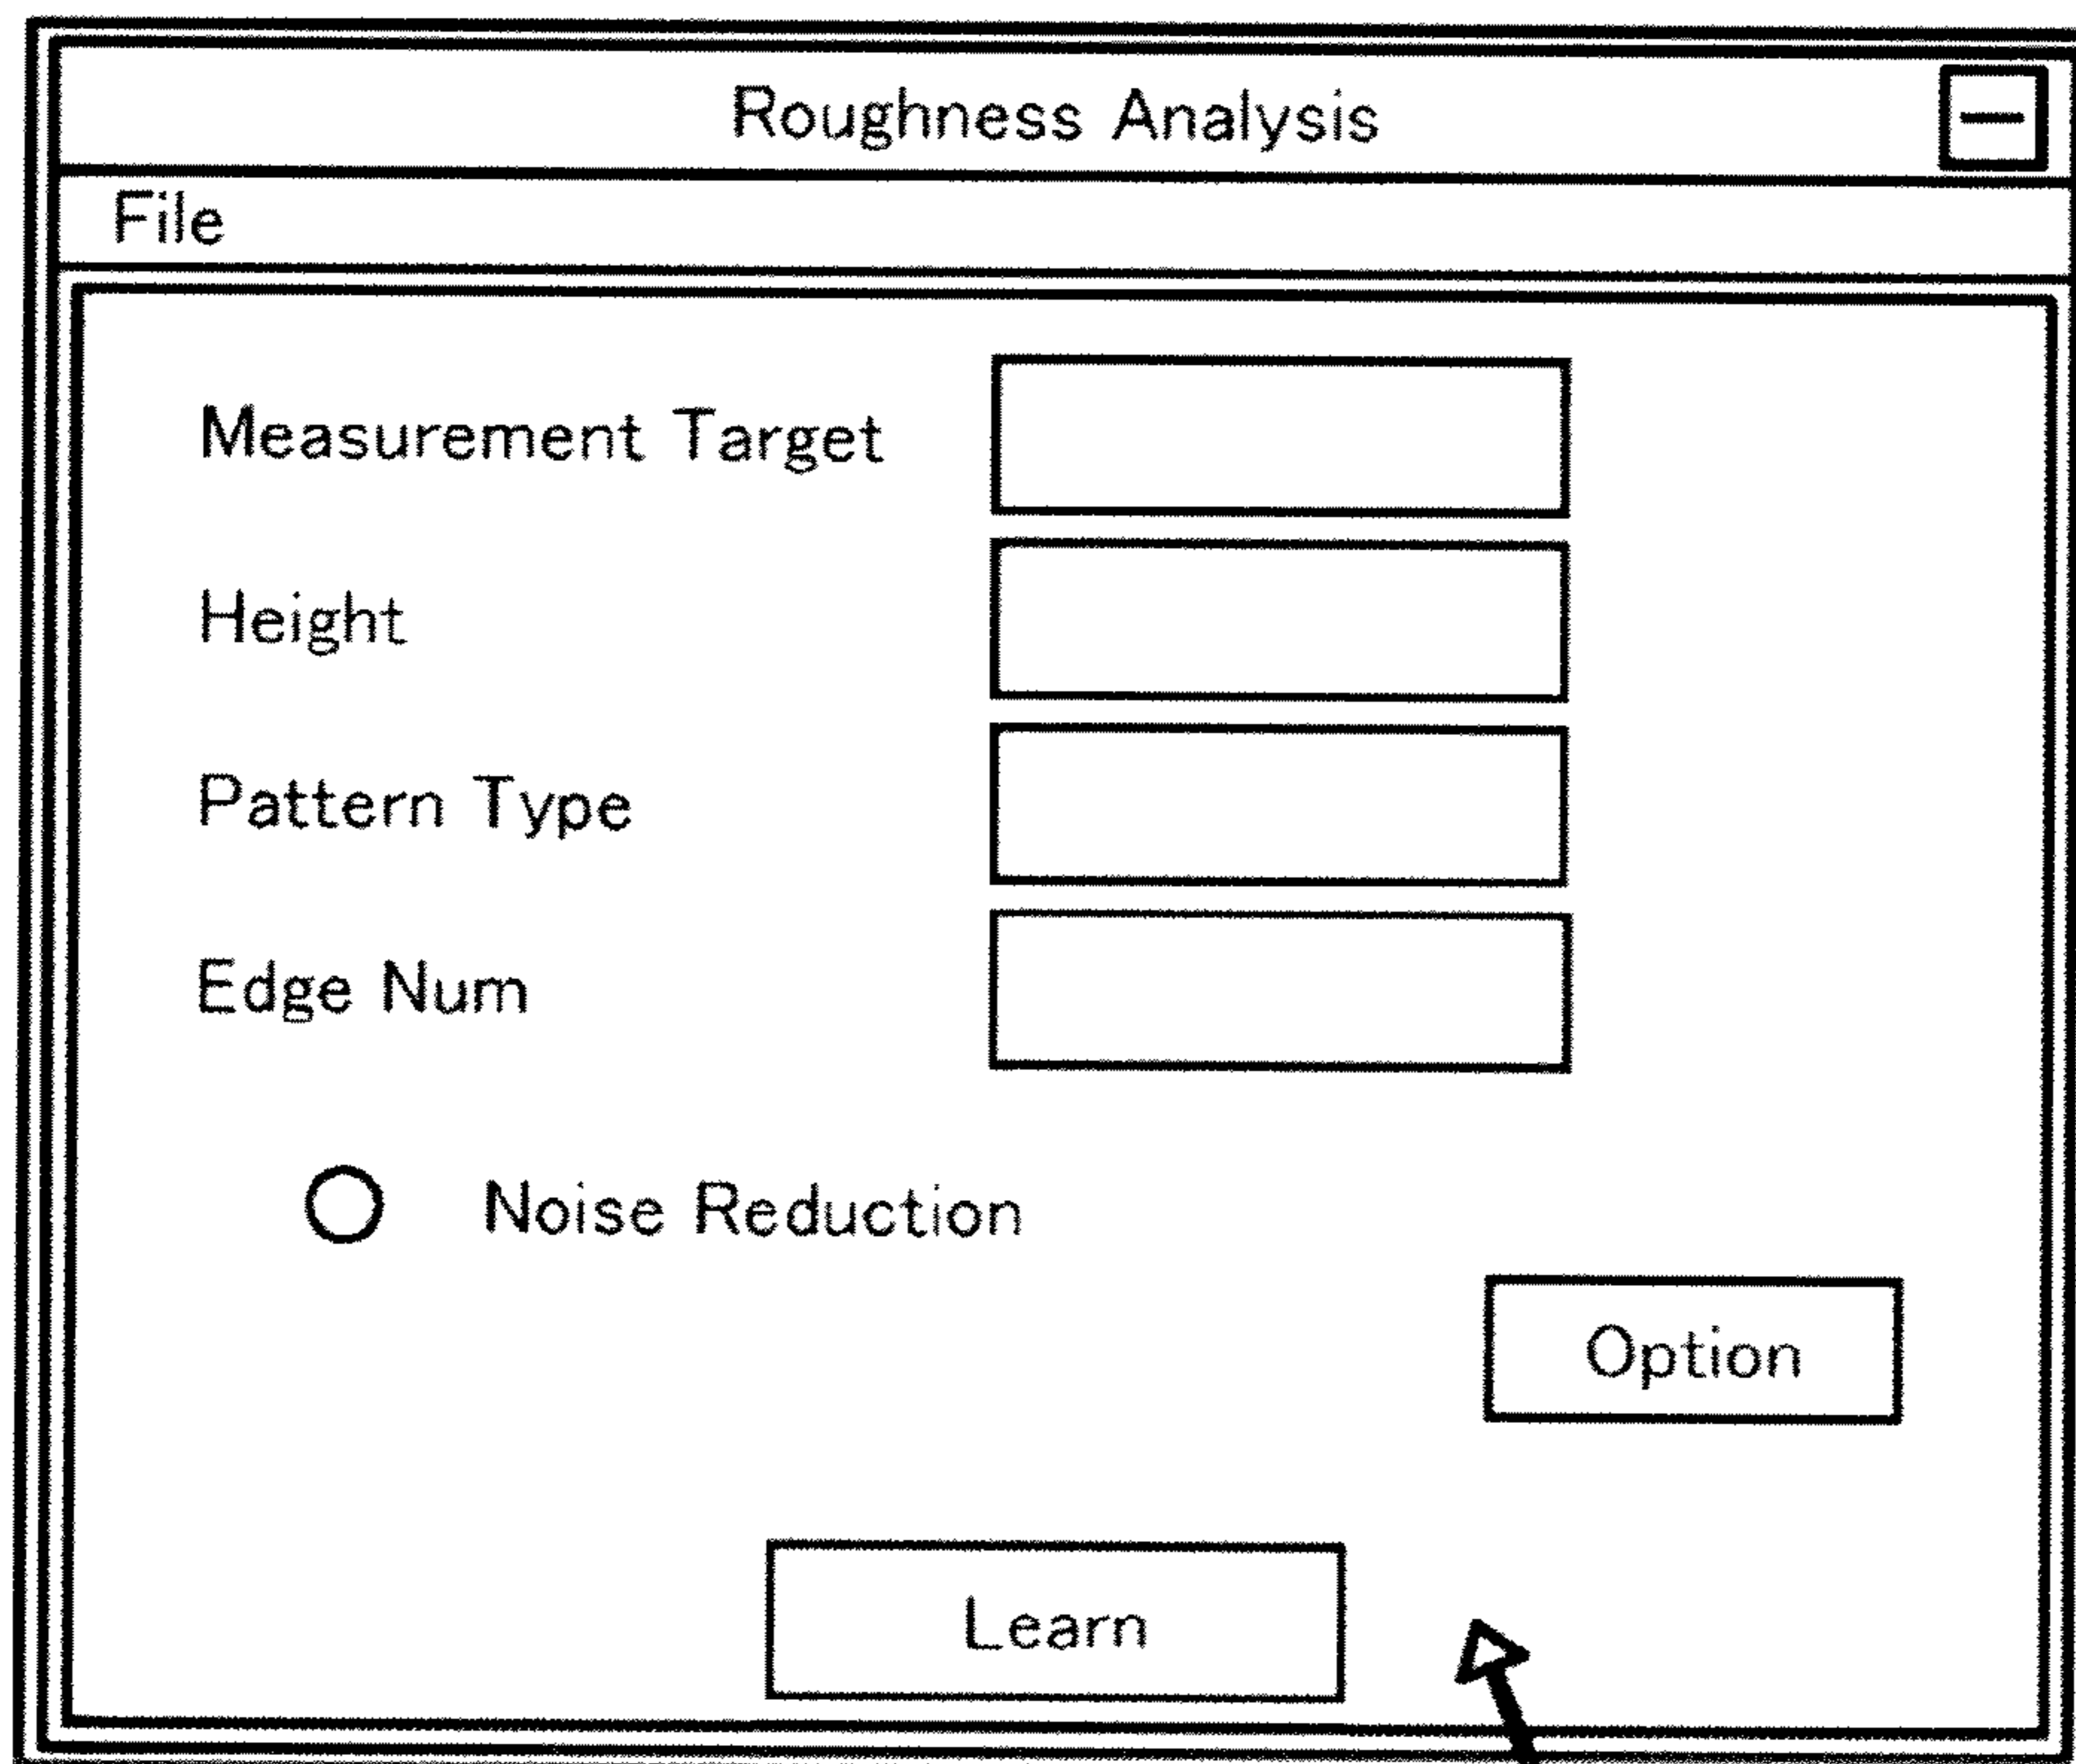 Roughness Analysis
File
Measurement Target
Height
Pattern Type
Edge Num
Noise Reduction
Option
Learn